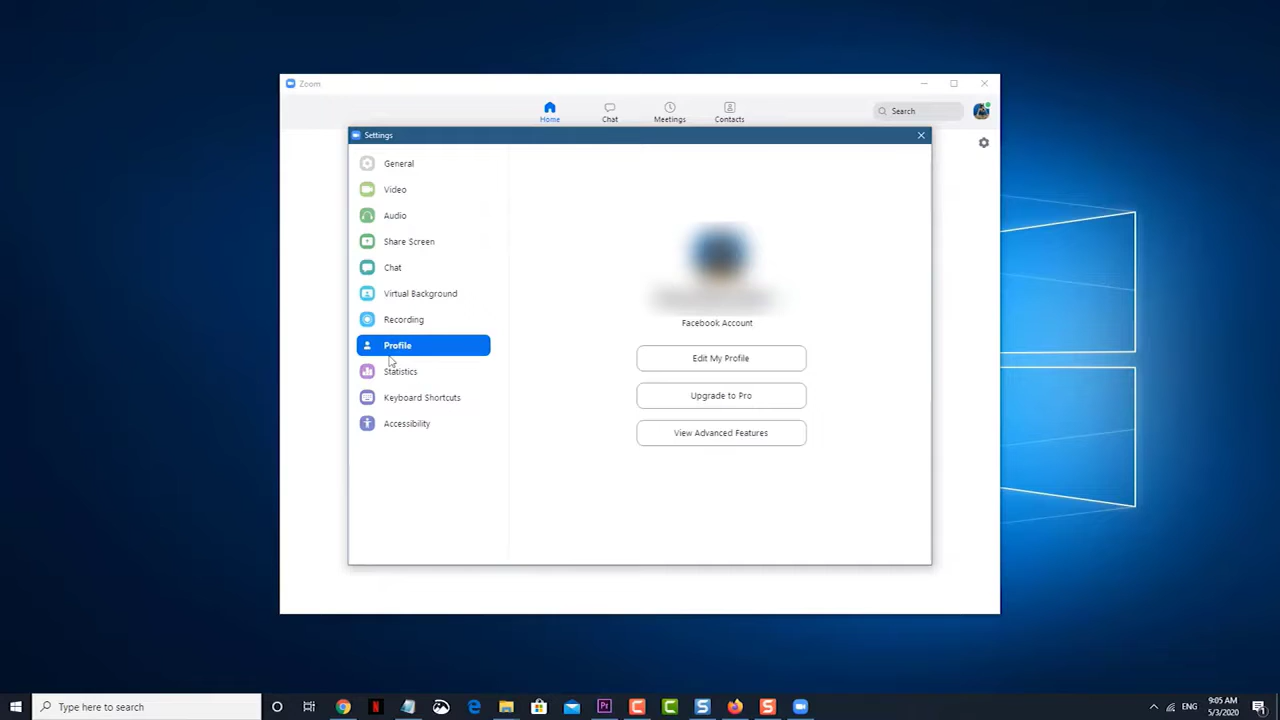 Zoom
Home
Chat
Meetings
Contacts
Search
Settings
General
Video
Audio
Share Screen
Chat
Virtual Background
Recording
Profile
Statistics
Keyboard Shortcuts
Accessibility
Facebook Account
Edit My Profile
Upgrade to Pro
View Advanced Features
Type here to search
N
Pr
C
C
S
S
ENG
9:05 AM
5/3/2020
1